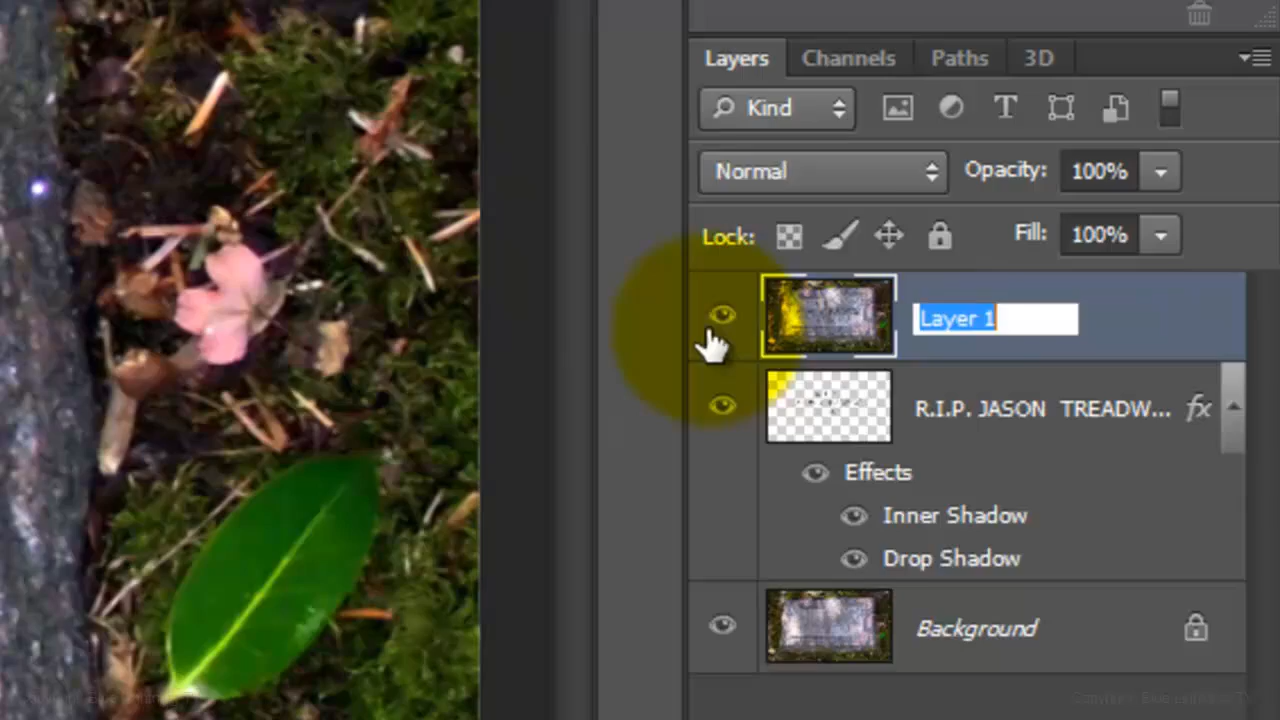 Layers Channels Paths 3D
Kind
Normal Opacity: 100%
Lock: Fill: 100%
Layer 1
R.I.P. JASON TREADW... fx
Effects
Inner Shadow
Drop Shadow
Background